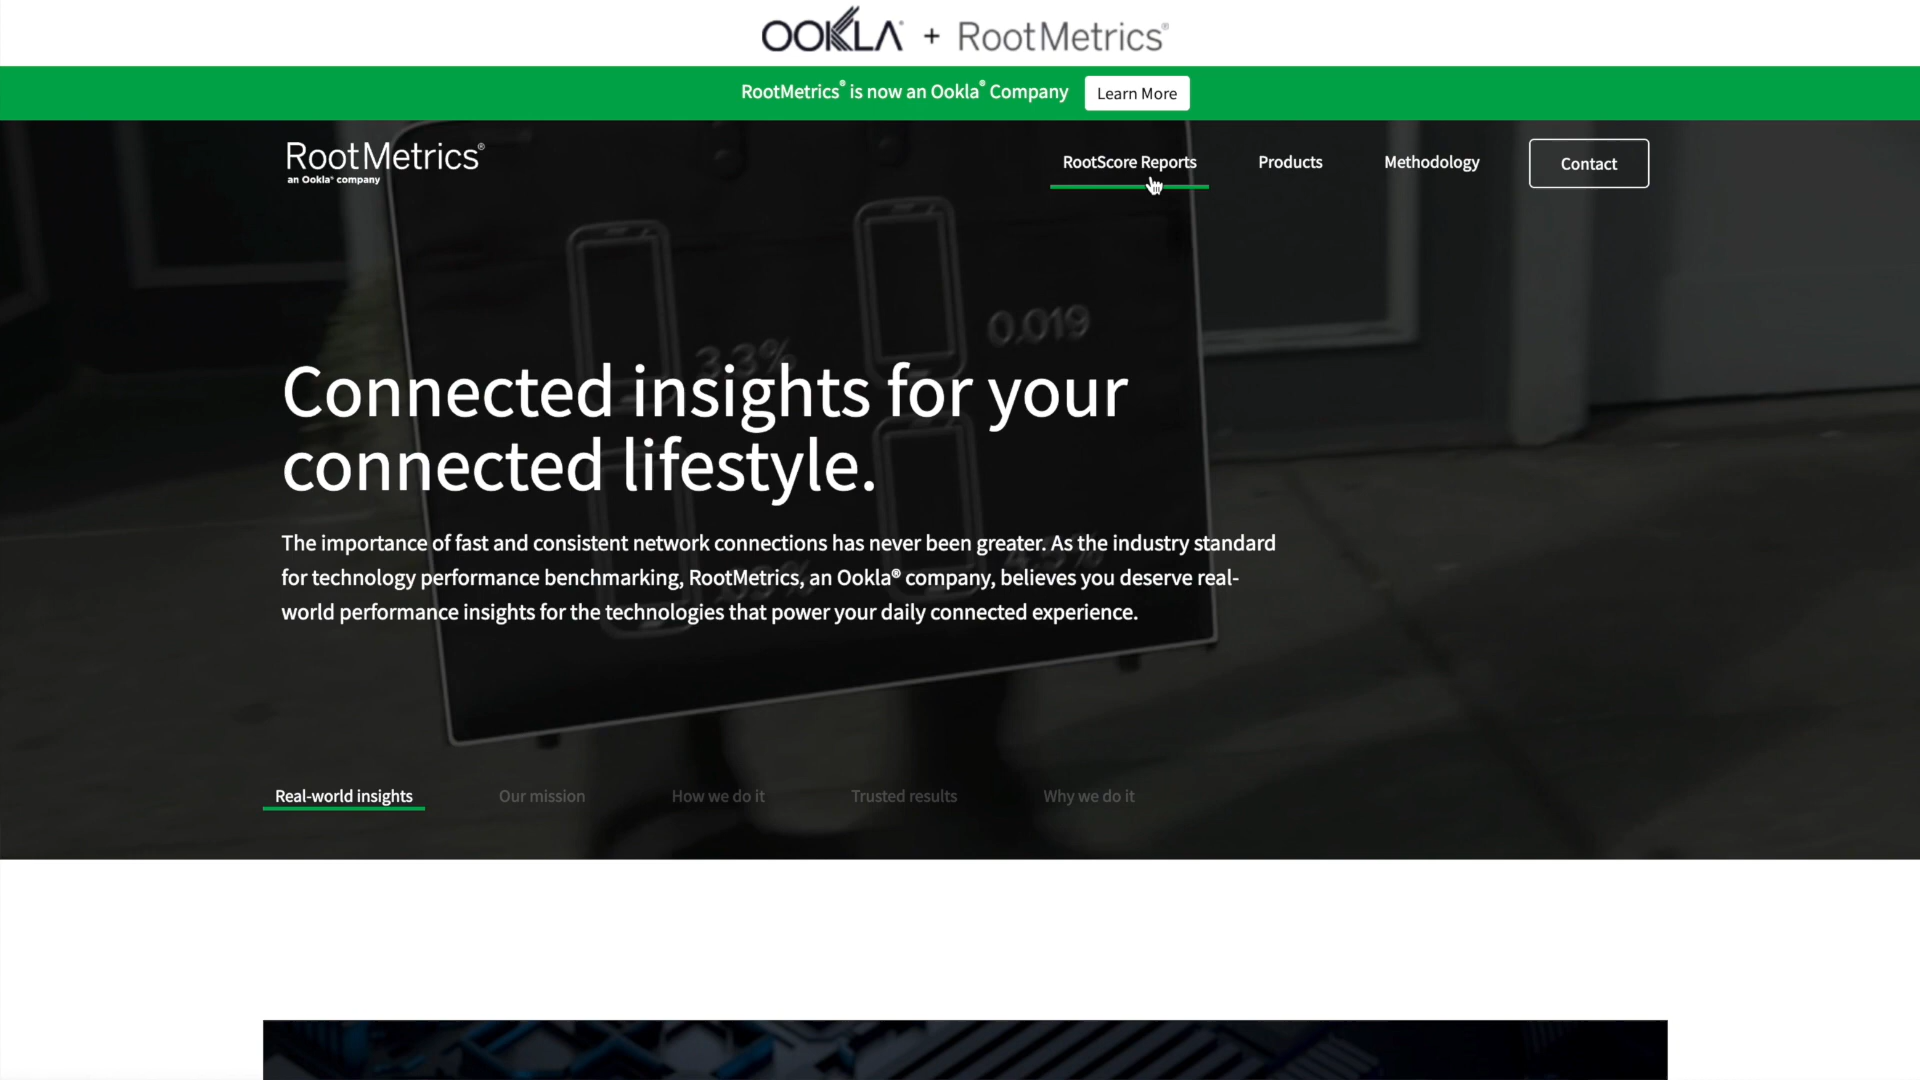 OOKLA® + RootMetrics®
RootMetrics® is now an Ookla® Company Learn More
RootMetrics®
an Ookla® company
RootScore Reports Products Methodology Contact
3.3%
0.019
Connected insights for your
connected lifestyle.
The importance of fast and consistent network connections has never been greater. As the industry standard
for technology performance benchmarking, RootMetrics, an Ookla® company, believes you deserve real-
world performance insights for the technologies that power your daily connected experience.
Real-world insights Our mission How we do it Trusted results Why we do it